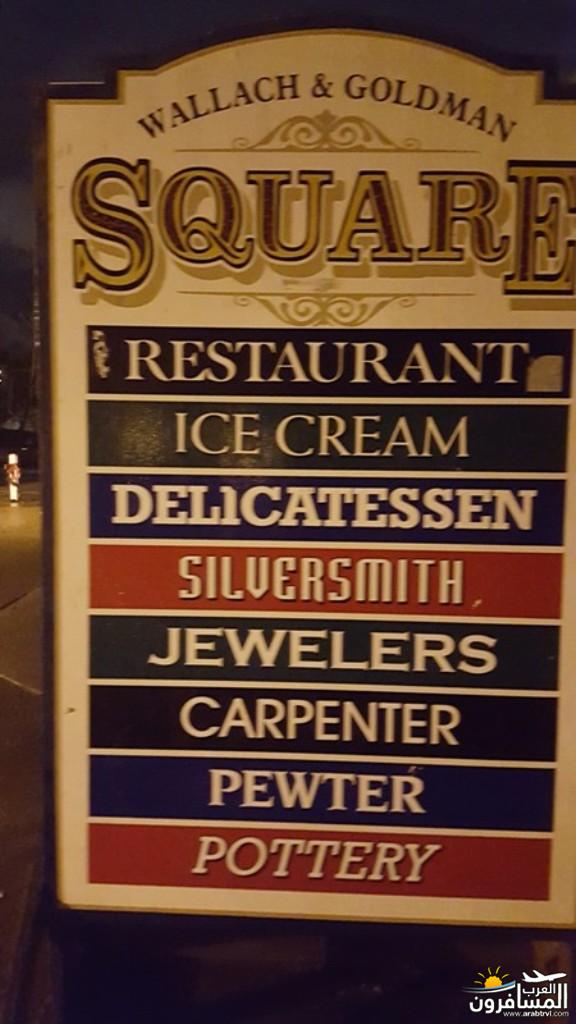 WALLACH & GOLDMAN
SQUARE
RESTAURANT
ICE CREAM
DELICATESSEN
SILVERSMITH
JEWELERS
CARPENTER
PEWTER
POTTERY
العرب
المسافرون
www.arabtrvl.com